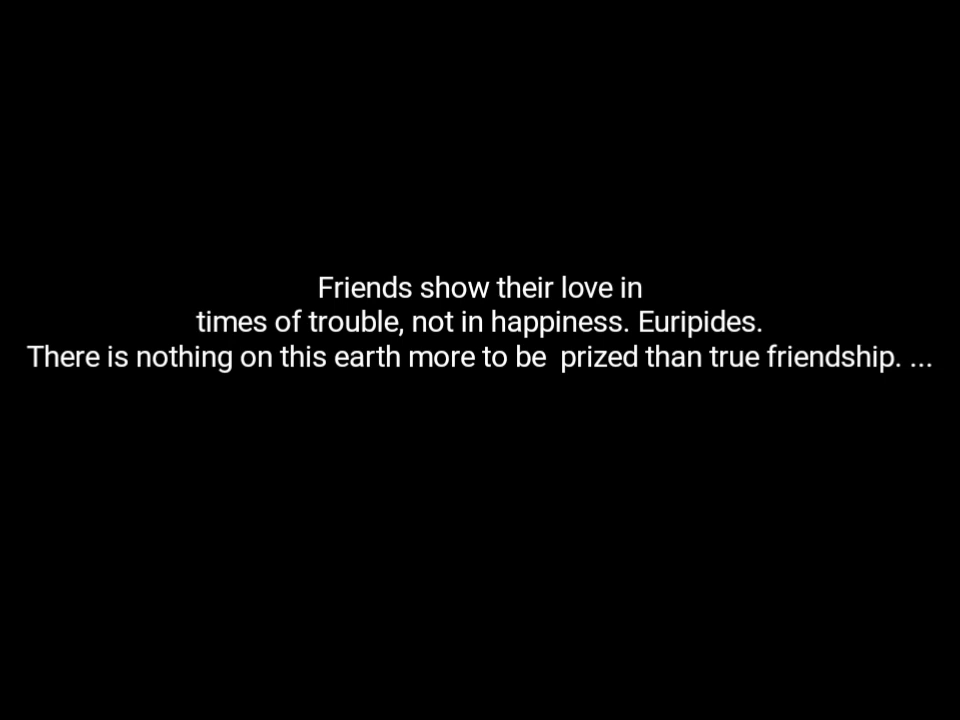 Friends show their love in
times of trouble, not in happiness. Euripides.
There is nothing on this earth more to be  prized than true friendship. ...